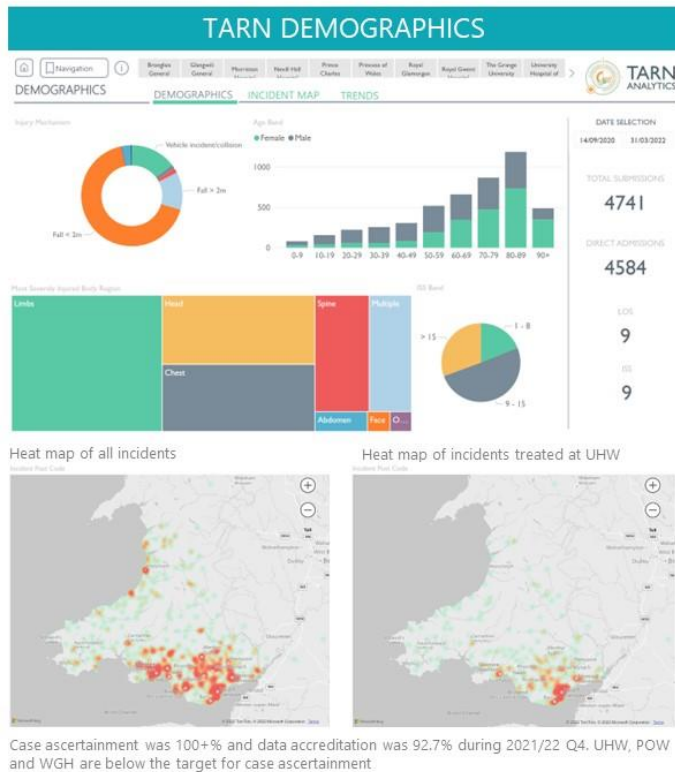 TARN DEMOGRAPHICS
Navigation
Bronglais General
Glangwili General
Morriston
Nevill Hall
Prince Charles
Princess of Wales
Royal Glamorgan
Royal Gwent
The Grange University
University Hospital of
TARN
ANALYTICS
DEMOGRAPHICS
DEMOGRAPHICS INCIDENT MAP TRENDS
Injury Mechanism
Vehicle incident/collision
Fall > 2m
Fall < 2m
Age Band
Female Male
1000
500
0
0-9 10-19 20-29 30-39 40-49 50-59 60-69 70-79 80-89 90+
DATE SELECTION
14/09/2020 31/03/2022
TOTAL SUBMISSIONS
4741
DIRECT ADMISSIONS
4584
LOS
9
ISS
9
Most Severely Injured Body Region
Limbs
Head
Chest
Spine
Multiple
Abdomen
Face
O...
ISS Band
> 15
1 - 8
9 - 15
Heat map of all incidents
Incident Post Code
Heat map of incidents treated at UHW
Incident Post Code
Case ascertainment was 100+% and data accreditation was 92.7% during 2021/22 Q4. UHW, POW
and WGH are below the target for case ascertainment